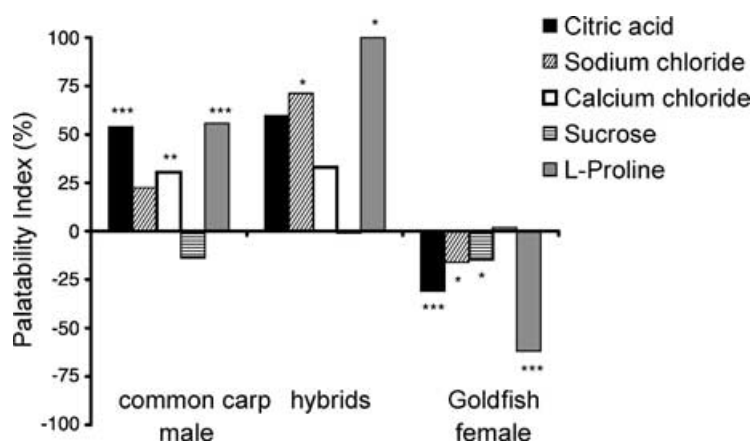 100
75
50
25
0
-25
-50
-75
-100
Palatability Index (%)
***
**
***
*
*
***
*
*
***
common carp
male
hybrids
Goldfish
female
Citric acid
Sodium chloride
Calcium chloride
Sucrose
L-Proline